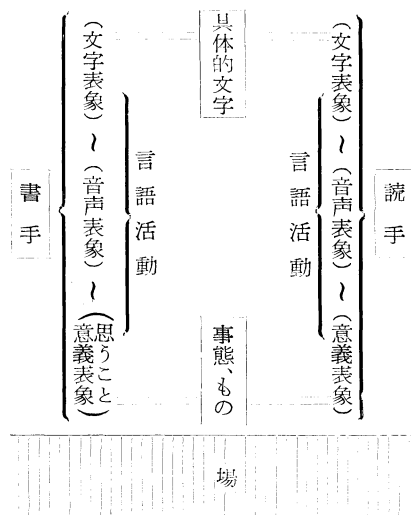 読手
(文字表象)～(音声表象)～(意義表象)
言語活動
具体的文字
事態、もの
言語活動
(文字表象)～(音声表象)～(思うこと
意義表象)
書手
場